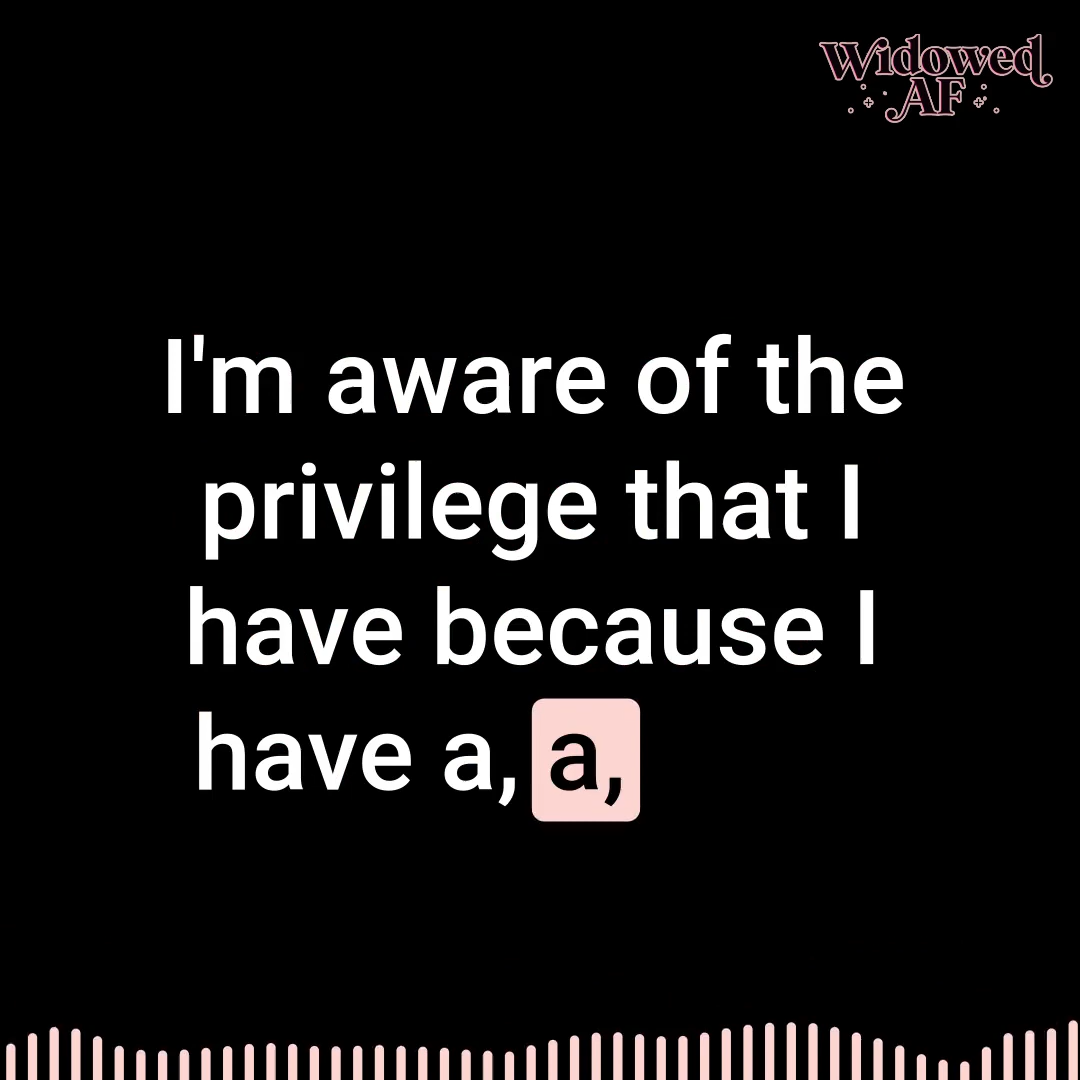 Widowed
AF
I'm aware of the
privilege that I
have because I
have a, a,